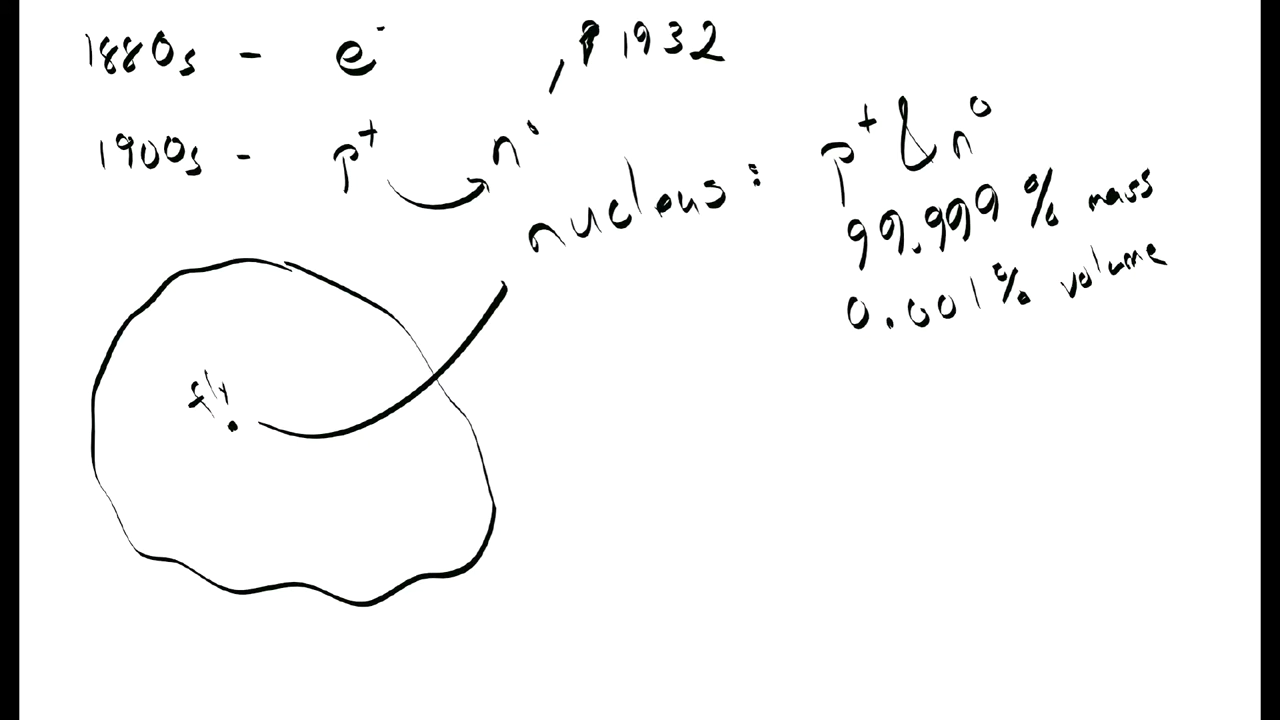 1880s - e⁻
, 1932
1900s - p⁺ n⁰
nucleus: p⁺ & n⁰
99.999% mass
0.001% volume
fly